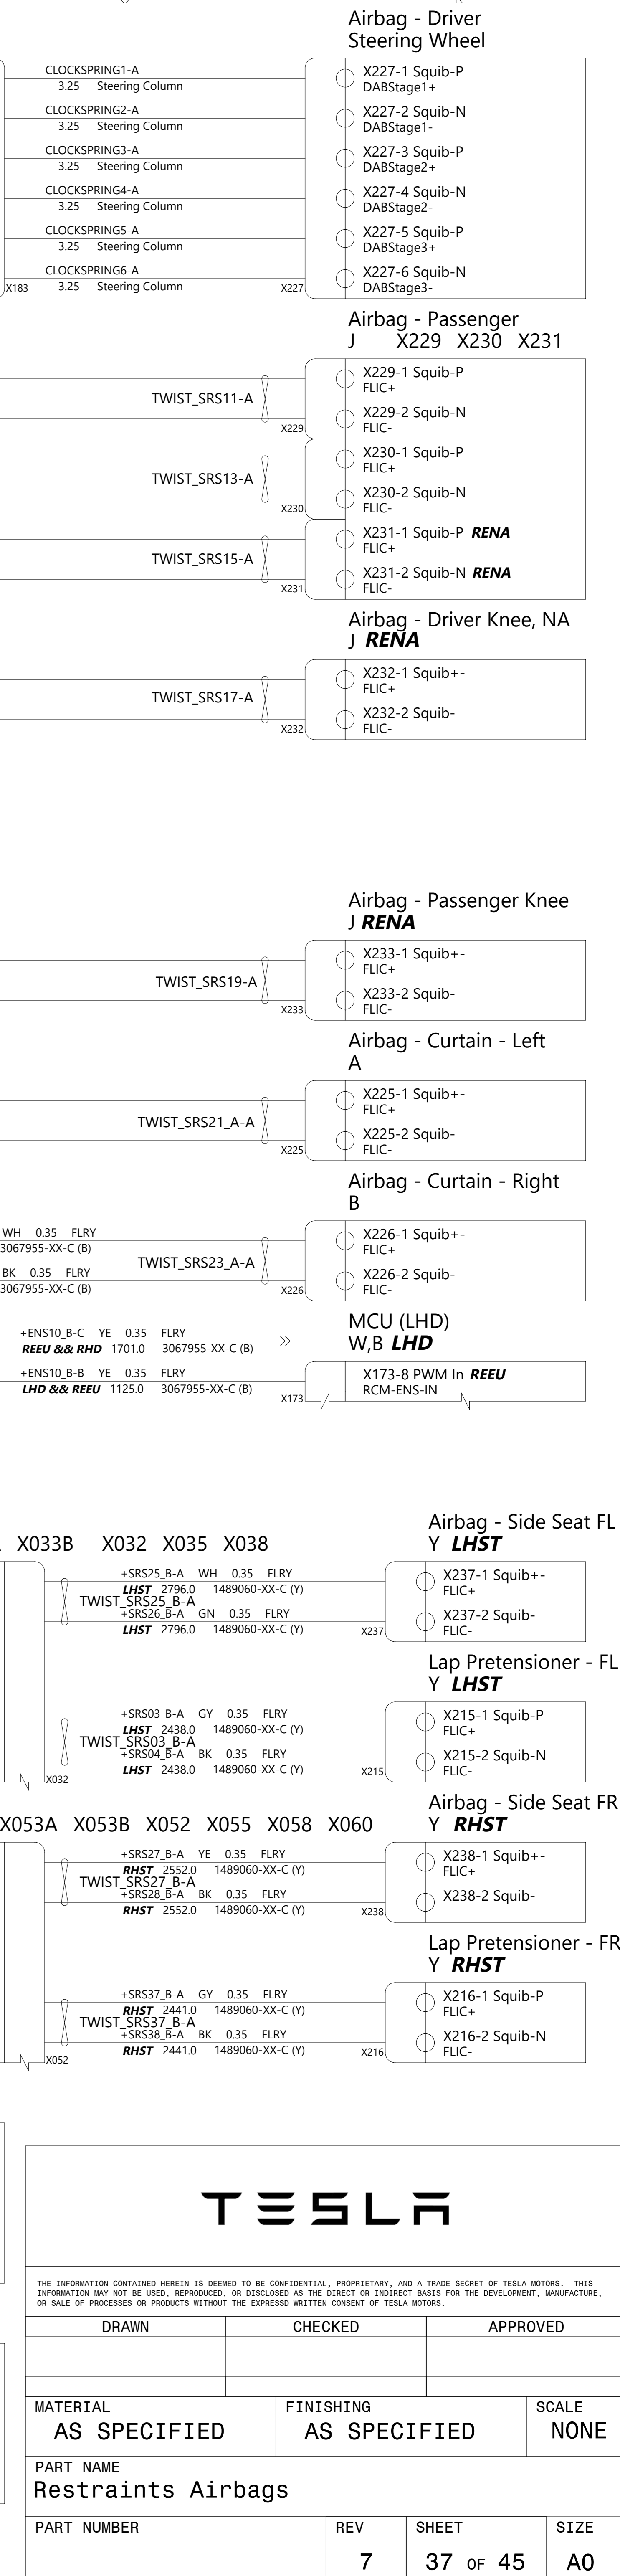 Airbag - Driver
Steering Wheel
CLOCKSPRING1-A
3.25 Steering Column
X227-1 Squib-P
DABStage1+
CLOCKSPRING2-A
3.25 Steering Column
X227-2 Squib-N
DABStage1-
CLOCKSPRING3-A
3.25 Steering Column
X227-3 Squib-P
DABStage2+
CLOCKSPRING4-A
3.25 Steering Column
X227-4 Squib-N
DABStage2-
CLOCKSPRING5-A
3.25 Steering Column
X227-5 Squib-P
DABStage3+
CLOCKSPRING6-A
3.25 Steering Column
X227-6 Squib-N
DABStage3-
X183
X227
Airbag - Passenger
J X229 X230 X231
TWIST_SRS11-A
X229
X229-1 Squib-P
FLIC+
X229-2 Squib-N
FLIC-
TWIST_SRS13-A
X230
X230-1 Squib-P
FLIC+
X230-2 Squib-N
FLIC-
TWIST_SRS15-A
X231
X231-1 Squib-P RENA
FLIC+
X231-2 Squib-N RENA
FLIC-
Airbag - Driver Knee, NA
J RENA
TWIST_SRS17-A
X232
X232-1 Squib+-
FLIC+
X232-2 Squib-
FLIC-
Airbag - Passenger Knee
J RENA
TWIST_SRS19-A
X233
X233-1 Squib+-
FLIC+
X233-2 Squib-
FLIC-
Airbag - Curtain - Left
A
TWIST_SRS21_A-A
X225
X225-1 Squib+-
FLIC+
X225-2 Squib-
FLIC-
Airbag - Curtain - Right
B
WH 0.35 FLRY
3067955-XX-C (B)
BK 0.35 FLRY
3067955-XX-C (B)
TWIST_SRS23_A-A
X226
X226-1 Squib+-
FLIC+
X226-2 Squib-
FLIC-
MCU (LHD)
W,B LHD
+ENS10_B-C YE 0.35 FLRY
REEU && RHD 1701.0 3067955-XX-C (B)
+ENS10_B-B YE 0.35 FLRY
LHD && REEU 1125.0 3067955-XX-C (B)
X173
X173-8 PWM In REEU
RCM-ENS-IN
Airbag - Side Seat FL
Y LHST
X033B X032 X035 X038
+SRS25_B-A WH 0.35 FLRY
LHST 2796.0 1489060-XX-C (Y)
TWIST_SRS25_B-A
+SRS26_B-A GN 0.35 FLRY
LHST 2796.0 1489060-XX-C (Y)
X237
X237-1 Squib+-
FLIC+
X237-2 Squib-
FLIC-
Lap Pretensioner - FL
Y LHST
+SRS03_B-A GY 0.35 FLRY
LHST 2438.0 1489060-XX-C (Y)
TWIST_SRS03_B-A
+SRS04_B-A BK 0.35 FLRY
LHST 2438.0 1489060-XX-C (Y)
X032
X215
X215-1 Squib-P
FLIC+
X215-2 Squib-N
FLIC-
Airbag - Side Seat FR
Y RHST
X053A X053B X052 X055 X058 X060
+SRS27_B-A YE 0.35 FLRY
RHST 2552.0 1489060-XX-C (Y)
TWIST_SRS27_B-A
+SRS28_B-A BK 0.35 FLRY
RHST 2552.0 1489060-XX-C (Y)
X238
X238-1 Squib+-
FLIC+
X238-2 Squib-
Lap Pretensioner - FR
Y RHST
+SRS37_B-A GY 0.35 FLRY
RHST 2441.0 1489060-XX-C (Y)
TWIST_SRS37_B-A
+SRS38_B-A BK 0.35 FLRY
RHST 2441.0 1489060-XX-C (Y)
X052
X216
X216-1 Squib-P
FLIC+
X216-2 Squib-N
FLIC-
TESLA
THE INFORMATION CONTAINED HEREIN IS DEEMED TO BE CONFIDENTIAL, PROPRIETARY, AND A TRADE SECRET OF TESLA MOTORS. THIS
INFORMATION MAY NOT BE USED, REPRODUCED, OR DISCLOSED AS THE DIRECT OR INDIRECT BASIS FOR THE DEVELOPMENT, MANUFACTURE,
OR SALE OF PROCESSES OR PRODUCTS WITHOUT THE EXPRESSD WRITTEN CONSENT OF TESLA MOTORS.
DRAWN CHECKED APPROVED
MATERIAL FINISHING SCALE
AS SPECIFIED AS SPECIFIED NONE
PART NAME
Restraints Airbags
PART NUMBER REV SHEET SIZE
7 37 OF 45 A0